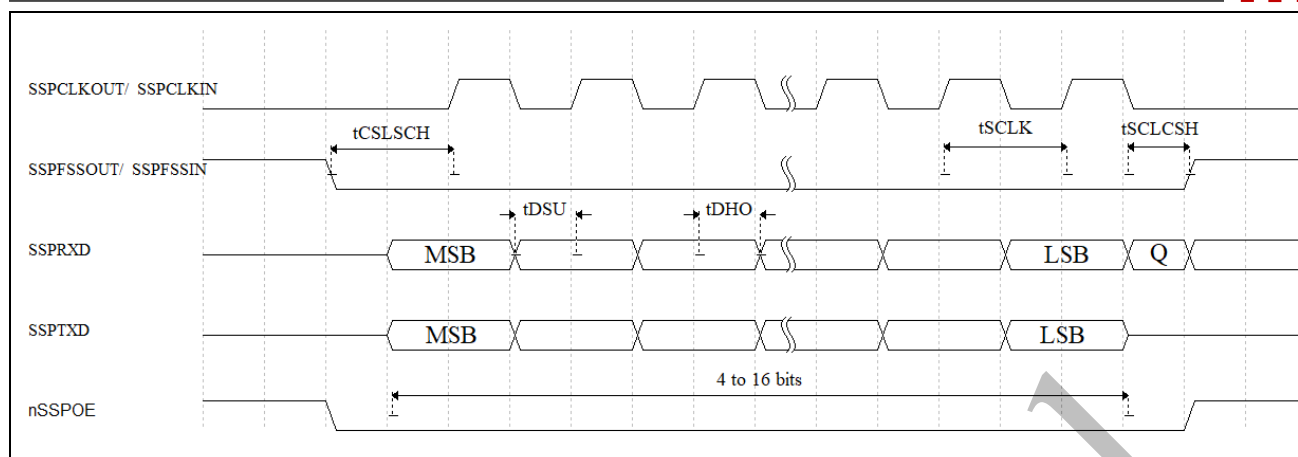 SSPCLKOUT/ SSPCLKIN
tCSLSCH
tSCLK
tSCLCSH
SSPFSSOUT/ SSPFSSIN
tDSU
tDHO
SSPRXD
MSB
LSB
Q
SSPTXD
MSB
LSB
4 to 16 bits
nSSPOE